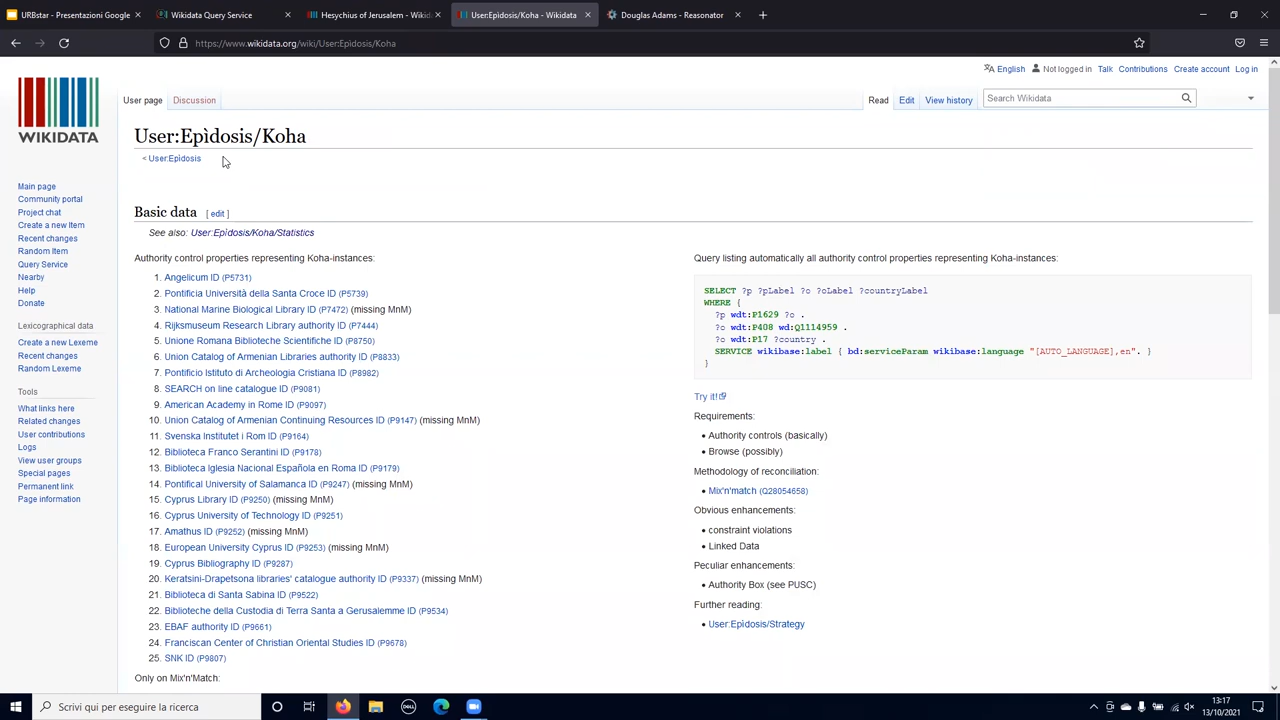 URBstar - Presentazioni Google
Wikidata Query Service
Hesychius of Jerusalem - Wikid
User:Epìdosis/Koha - Wikidata
Douglas Adams - Reasonator
https://www.wikidata.org/wiki/User:Epìdosis/Koha
English
Not logged in
Talk
Contributions
Create account
Log in
User page
Discussion
Read
Edit
View history
Search Wikidata
WIKIDATA
User:Epìdosis/Koha
< User:Epìdosis
Main page
Community portal
Project chat
Create a new Item
Recent changes
Random Item
Query Service
Nearby
Help
Donate
Lexicographical data
Create a new Lexeme
Recent changes
Random Lexeme
Tools
What links here
Related changes
User contributions
Logs
View user groups
Special pages
Permanent link
Page information
Basic data [ edit ]
See also: User:Epìdosis/Koha/Statistics
Authority control properties representing Koha-instances:
1. Angelicum ID (P5731)
2. Pontificia Università della Santa Croce ID (P5739)
3. National Marine Biological Library ID (P7472) (missing MnM)
4. Rijksmuseum Research Library authority ID (P7444)
5. Unione Romana Biblioteche Scientifiche ID (P8750)
6. Union Catalog of Armenian Libraries authority ID (P8833)
7. Pontificio Istituto di Archeologia Cristiana ID (P8982)
8. SEARCH on line catalogue ID (P9081)
9. American Academy in Rome ID (P9097)
10. Union Catalog of Armenian Continuing Resources ID (P9147) (missing MnM)
11. Svenska Institutet i Rom ID (P9164)
12. Biblioteca Franco Serantini ID (P9178)
13. Biblioteca Iglesia Nacional Española en Roma ID (P9179)
14. Pontifical University of Salamanca ID (P9247) (missing MnM)
15. Cyprus Library ID (P9250) (missing MnM)
16. Cyprus University of Technology ID (P9251)
17. Amathus ID (P9252) (missing MnM)
18. European University Cyprus ID (P9253) (missing MnM)
19. Cyprus Bibliography ID (P9287)
20. Keratsini-Drapetsona libraries' catalogue authority ID (P9337) (missing MnM)
21. Biblioteca di Santa Sabina ID (P9522)
22. Biblioteche della Custodia di Terra Santa a Gerusalemme ID (P9534)
23. EBAF authority ID (P9661)
24. Franciscan Center of Christian Oriental Studies ID (P9678)
25. SNK ID (P9807)
Only on Mix'n'Match:
Query listing automatically all authority control properties representing Koha-instances:
SELECT ?p ?pLabel ?o ?oLabel ?countryLabel
WHERE {
?p wdt:P1629 ?o .
?o wdt:P408 wd:Q1114959 .
?o wdt:P17 ?country .
SERVICE wikibase:label { bd:serviceParam wikibase:language "[AUTO_LANGUAGE],en". }
}
Try it!
Requirements:
• Authority controls (basically)
• Browse (possibly)
Methodology of reconciliation:
• Mix'n'match (Q28054658)
Obvious enhancements:
• constraint violations
• Linked Data
Peculiar enhancements:
• Authority Box (see PUSC)
Further reading:
• User:Epìdosis/Strategy
Scrivi qui per eseguire la ricerca
DELL
13:17
13/10/2021